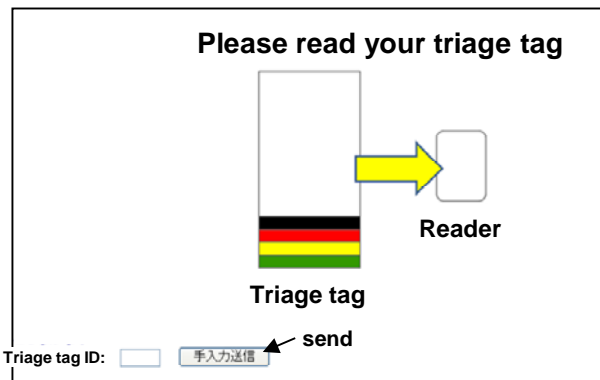 Please read your triage tag
Reader
Triage tag
send
Triage tag ID:
手入力送信